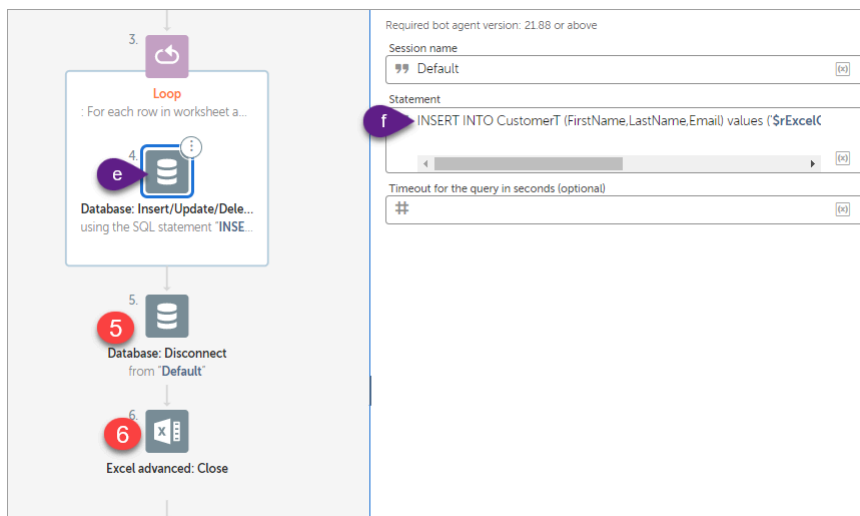 3.
Loop
: For each row in worksheet a...
4.
e
Database: Insert/Update/Dele...
using the SQL statement "INSE...
5.
5
Database: Disconnect
from "Default"
6.
6
Excel advanced: Close
Required bot agent version: 21.88 or above
Session name
Default
(x)
Statement
f
INSERT INTO CustomerT (FirstName,LastName,Email) values ('$rExcel
(x)
Timeout for the query in seconds (optional)
#
(x)